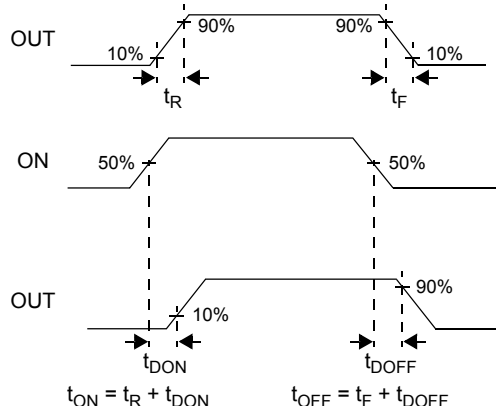 OUT 10% 90% 90% 10%
tR tF
ON 50% 50%
OUT 10% 90%
tDON tDOFF
tON = tR + tDON tOFF = tF + tDOFF